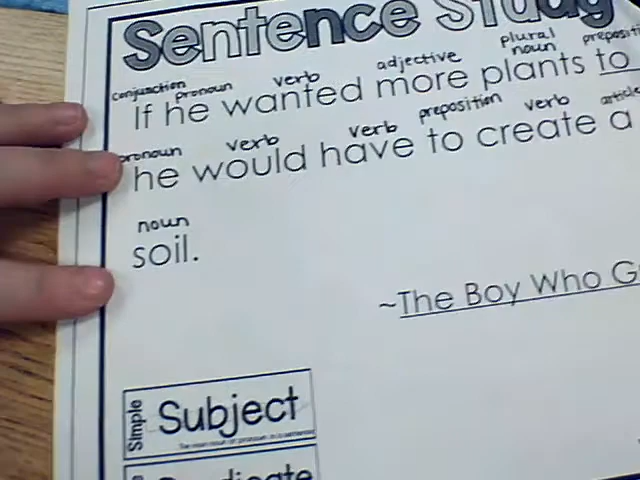 Sentence Study
conjunction pronoun verb adjective plural noun
If he wanted more plants to
pronoun verb verb preposition verb article
he would have to create a
noun
soil.
~The Boy Who
Simple Subject